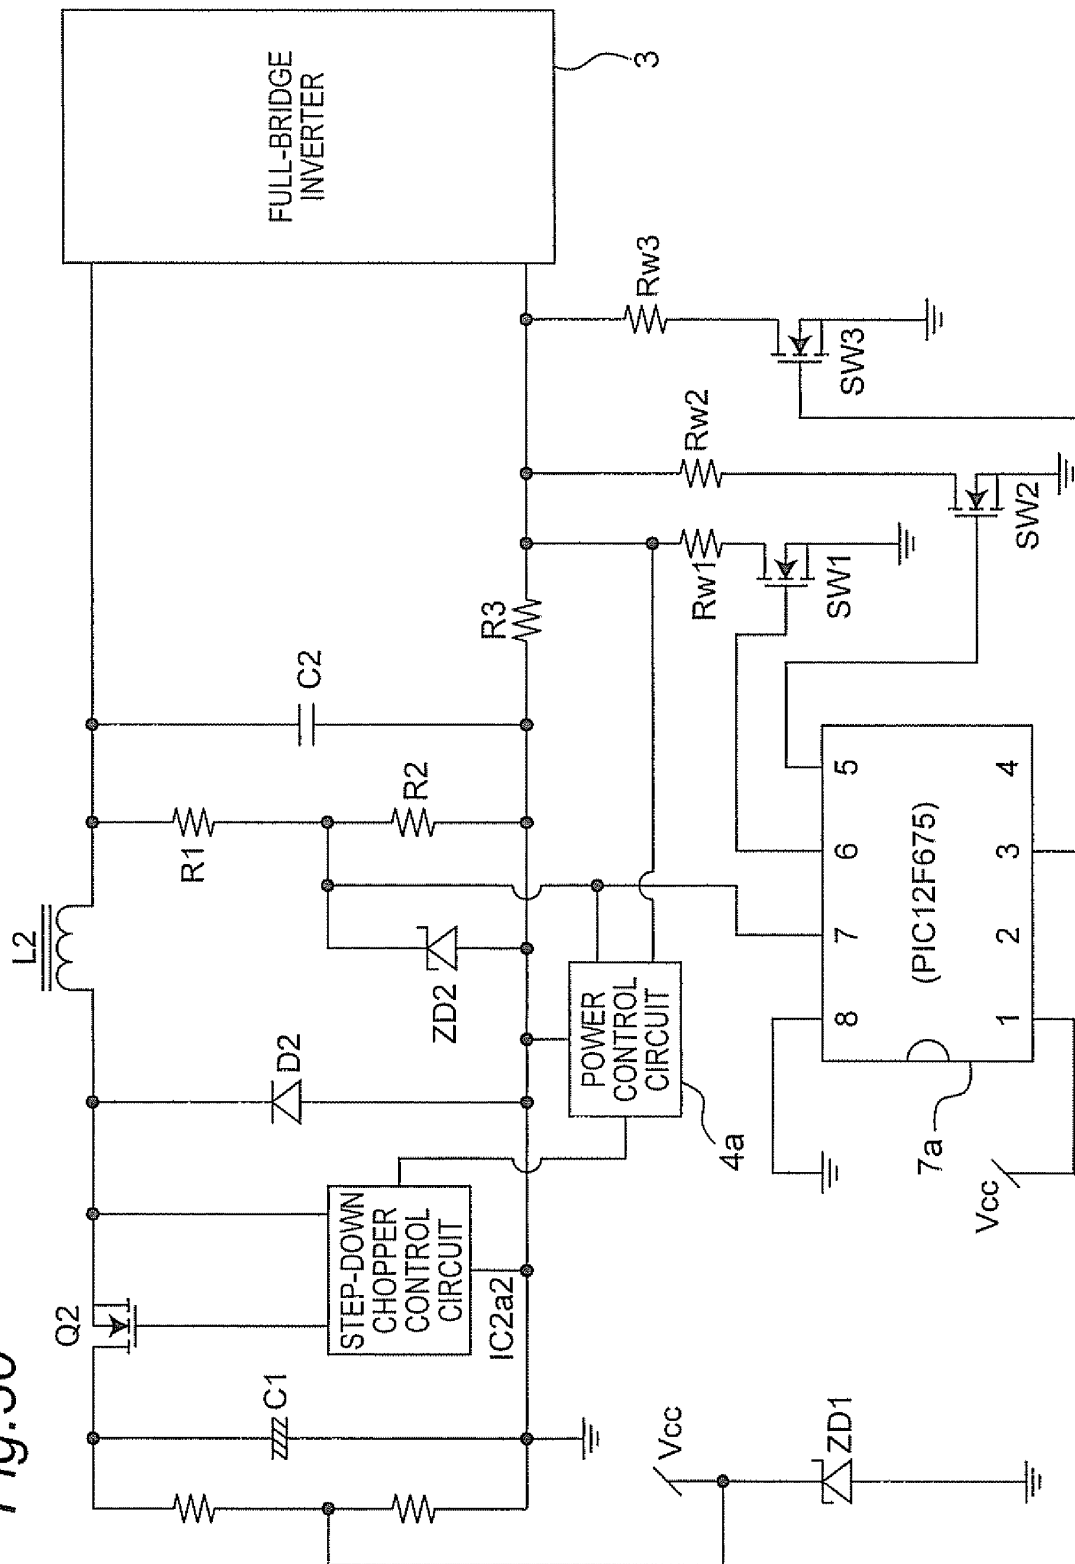 Fig.
Q2
L2
R1
C1
STEP-DOWN
CHOPPER
CONTROL
CIRCUIT
D2
C2
FULL-BRIDGE
INVERTER
R2
ZD2
IC2a2
R3
3
Rw3
POWER
CONTROL
CIRCUIT
Vcc
Rw1
Rw2
4a
ZD1
SW1
SW3
8
7
6
5
7a
(PIC12F675)
Vcc
1
2
3
4
SW2